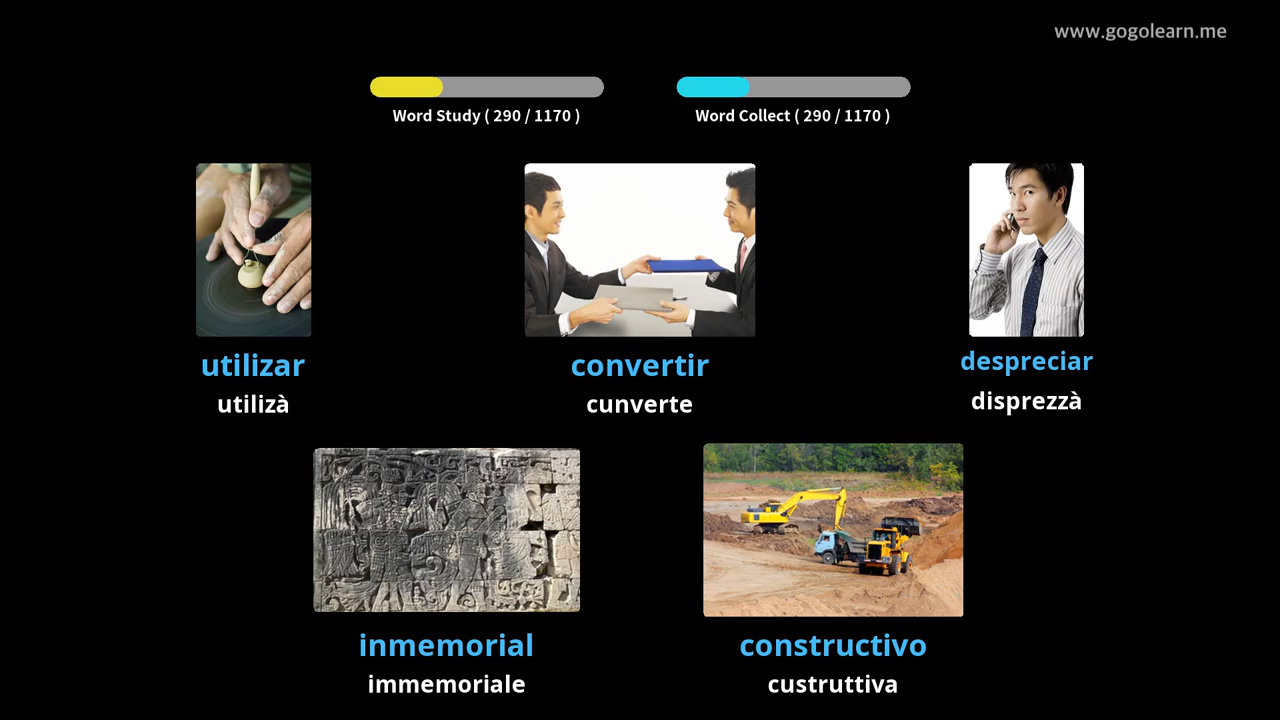 www.gogolearn.me
Word Study ( 290 / 1170 )
Word Collect ( 290 / 1170 )
utilizar
utilizà
convertir
cunverte
despreciar
disprezzà
inmemorial
immemoriale
constructivo
custruttiva